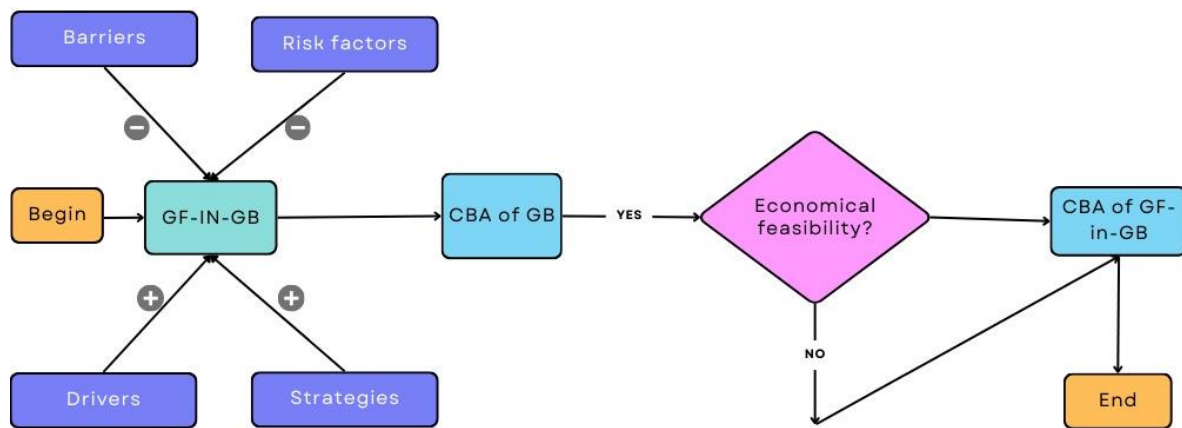 Barriers
Risk factors
Begin
GF-IN-GB
CBA of GB
YES
Economical
feasibility?
CBA of GF-
in-GB
NO
Drivers
Strategies
End